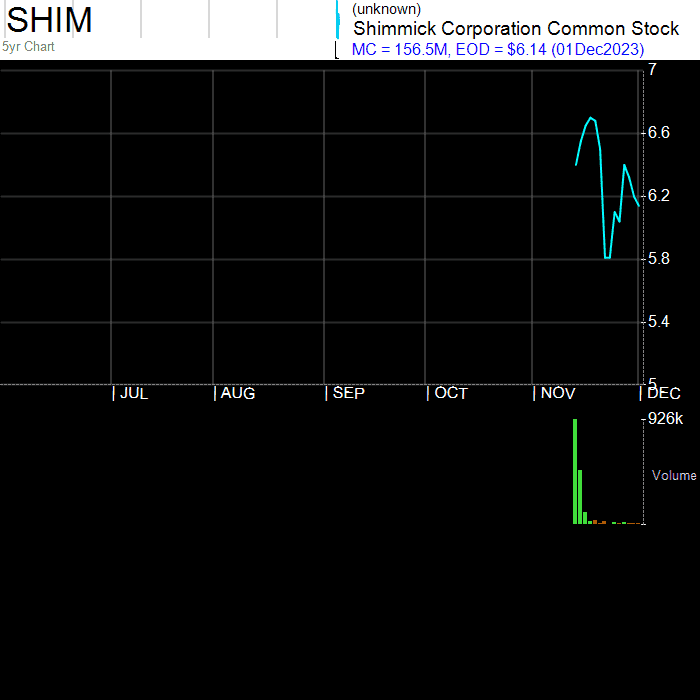 SHIM
5yr Chart
(unknown)
Shimmick Corporation Common Stock
MC = 156.5M, EOD = $6.14 (01Dec2023)
7
6.6
6.2
5.8
5.4
5
| JUL | AUG | SEP | OCT | NOV | DEC
926k
Volume